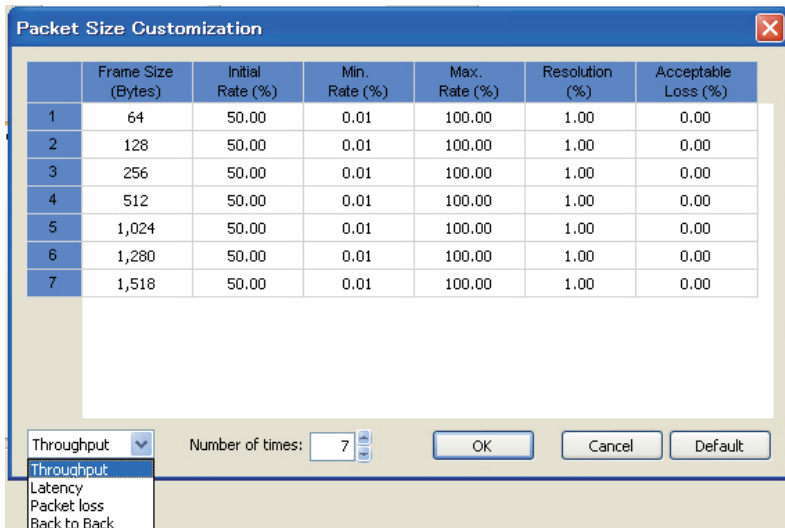 Packet Size Customization
Frame Size (Bytes) Initial Rate (%) Min. Rate (%) Max. Rate (%) Resolution (%) Acceptable Loss (%)
1 64 50.00 0.01 100.00 1.00 0.00
2 128 50.00 0.01 100.00 1.00 0.00
3 256 50.00 0.01 100.00 1.00 0.00
4 512 50.00 0.01 100.00 1.00 0.00
5 1,024 50.00 0.01 100.00 1.00 0.00
6 1,280 50.00 0.01 100.00 1.00 0.00
7 1,518 50.00 0.01 100.00 1.00 0.00
Throughput Number of times: 7 OK Cancel Default
Throughput
Latency
Packet loss
Back to Back